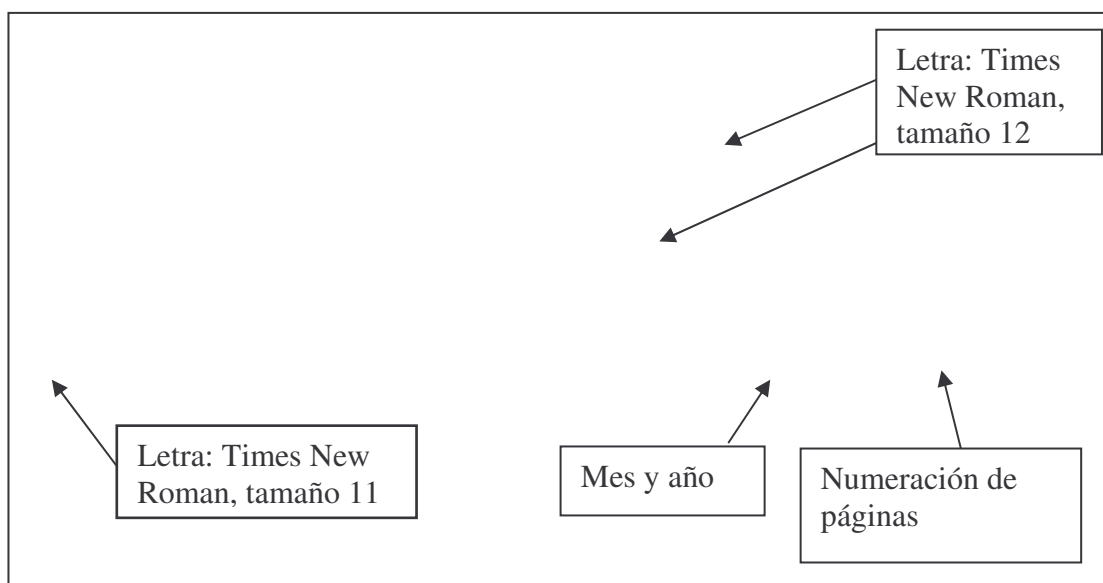 Letra: Times
New Roman,
tamaño 12
Letra: Times New
Roman, tamaño 11
Mes y año
Numeración de
páginas